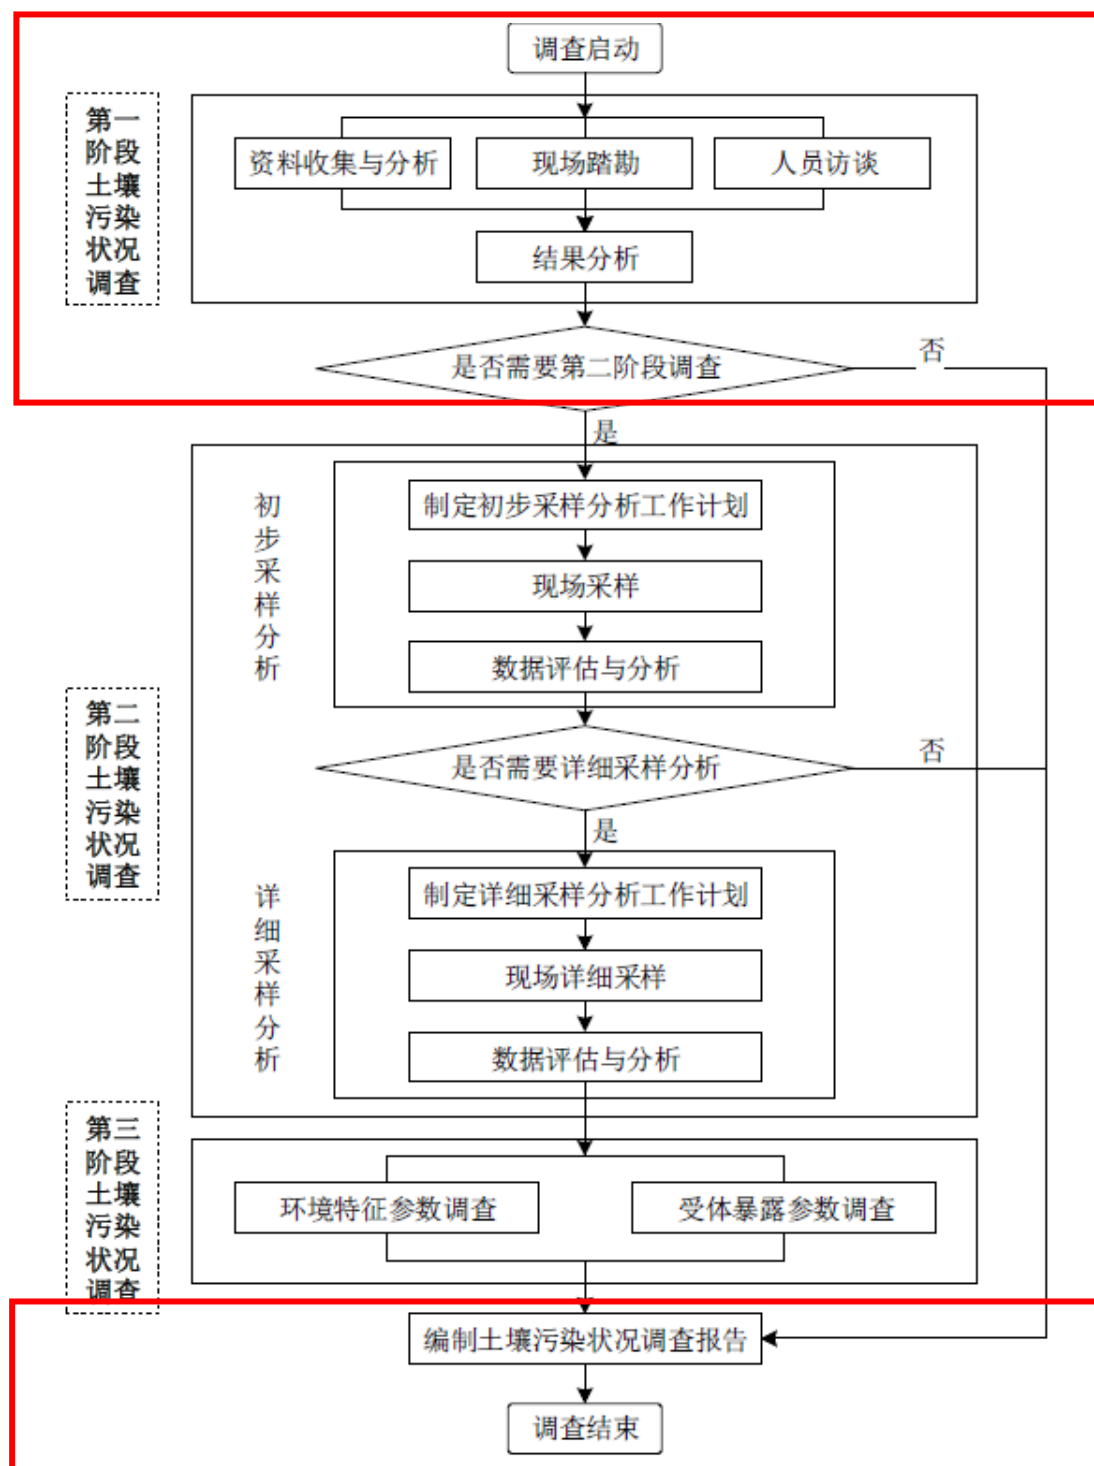 调查启动
第一
阶段
土壤
污染
状况
调查
资料收集与分析
现场踏勘
人员访谈
结果分析
是否需要第二阶段调查
否
是
初
步
采
样
分
析
制定初步采样分析工作计划
现场采样
数据评估与分析
第二
阶段
土壤
污染
状况
调查
是否需要详细采样分析
否
是
详
细
采
样
分
析
制定详细采样分析工作计划
现场详细采样
数据评估与分析
第三
阶段
土壤
污染
状况
调查
环境特征参数调查
受体暴露参数调查
编制土壤污染状况调查报告
调查结束